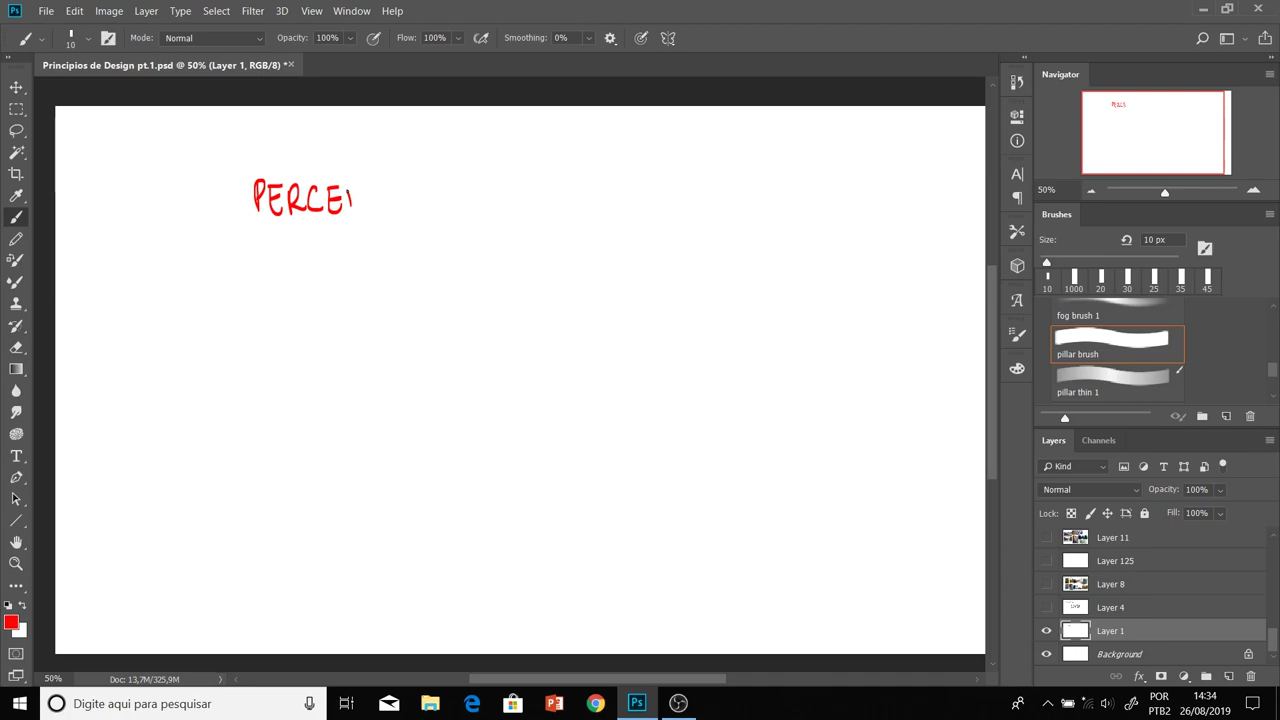 File Edit Image Layer Type Select Filter 3D View Window Help
10 Mode: Normal Opacity: 100% Flow: 100% Smoothing: 0%
Principios de Design pt.1.psd @ 50% (Layer 1, RGB/8) *
PERCE
Navigator
50%
Brushes
Size: 10 px
10 1000 20 30 25 35 45
fog brush 1
pillar brush
pillar thin 1
Layers Channels
Kind
Normal Opacity: 100%
Lock: Fill: 100%
Layer 11
Layer 125
Layer 8
Layer 4
Layer 1
Background
50% Doc: 13,7M/325,9M
Digite aqui para pesquisar
POR
PTB2
14:34
26/08/2019